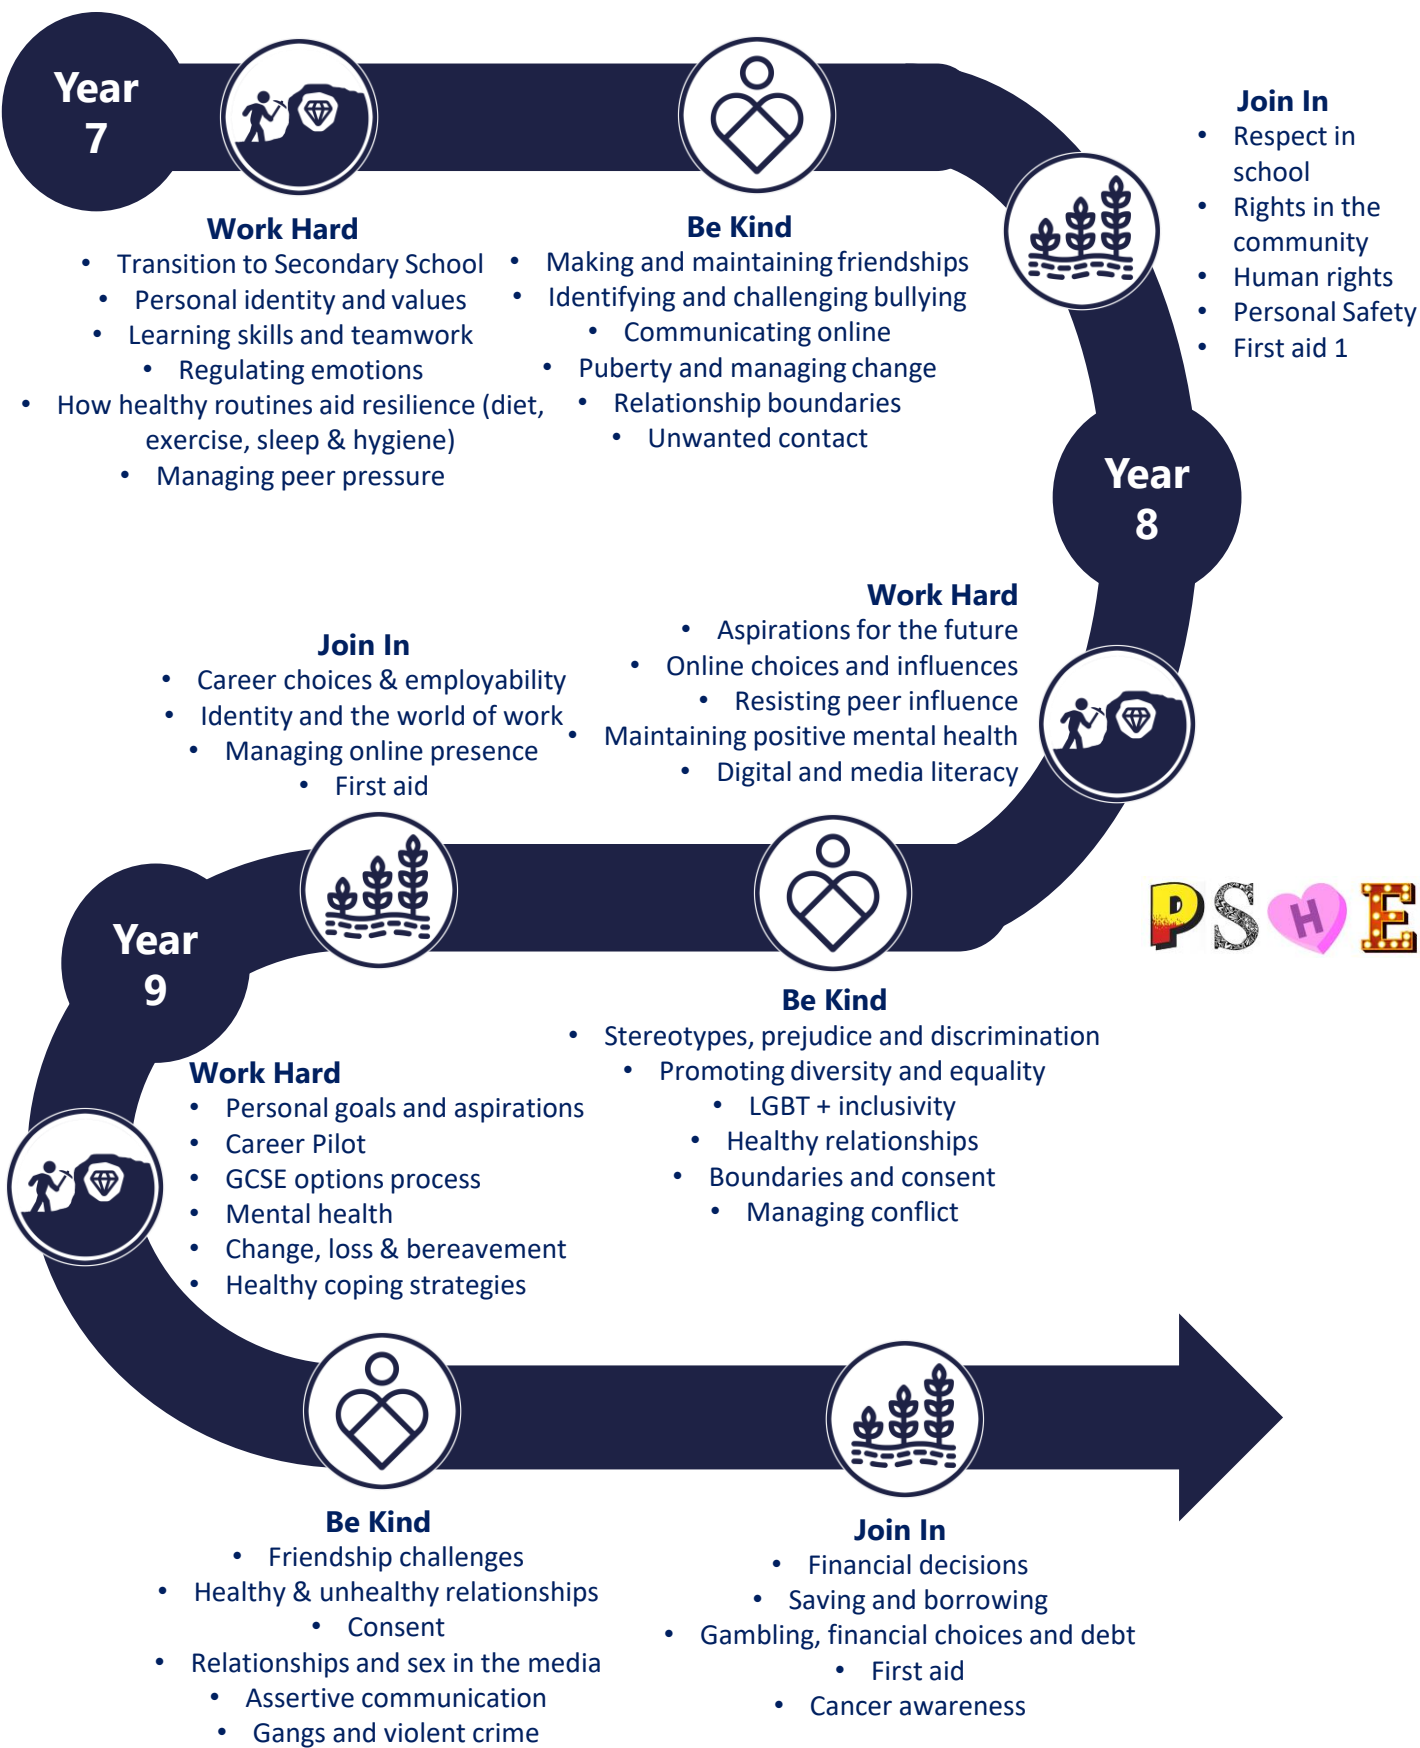 Year
7
Work Hard
• Transition to Secondary School
• Personal identity and values
• Learning skills and teamwork
• Regulating emotions
• How healthy routines aid resilience (diet,
exercise, sleep & hygiene)
• Managing peer pressure
Be Kind
• Making and maintaining friendships
• Identifying and challenging bullying
• Communicating online
• Puberty and managing change
• Relationship boundaries
• Unwanted contact
Join In
• Respect in
school
• Rights in the
community
• Human rights
• Personal Safety
• First aid 1
Year
8
Work Hard
• Aspirations for the future
• Online choices and influences
• Resisting peer influence
• Maintaining positive mental health
• Digital and media literacy
PSHE
Be Kind
• Stereotypes, prejudice and discrimination
• Promoting diversity and equality
• LGBT + inclusivity
• Healthy relationships
• Boundaries and consent
• Managing conflict
Join In
• Career choices & employability
• Identity and the world of work
• Managing online presence
• First aid
Year
9
Work Hard
• Personal goals and aspirations
• Career Pilot
• GCSE options process
• Mental health
• Change, loss & bereavement
• Healthy coping strategies
Be Kind
• Friendship challenges
• Healthy & unhealthy relationships
• Consent
• Relationships and sex in the media
• Assertive communication
• Gangs and violent crime
Join In
• Financial decisions
• Saving and borrowing
• Gambling, financial choices and debt
• First aid
• Cancer awareness